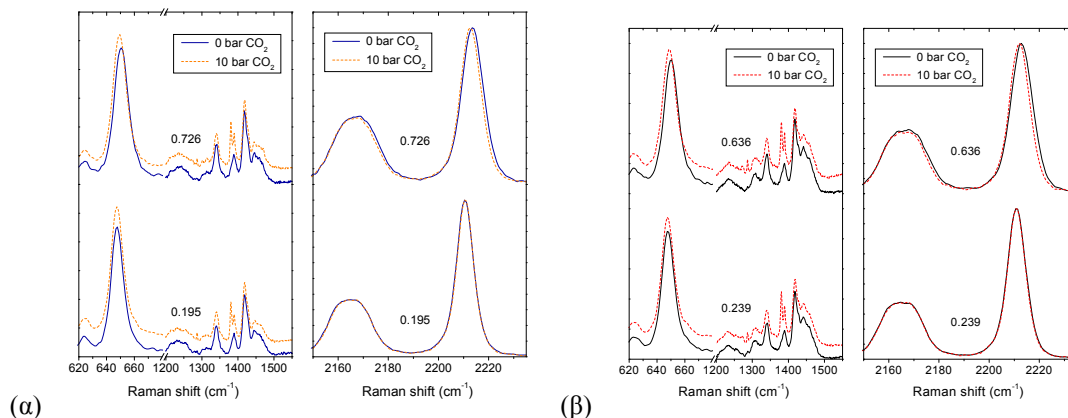 0 bar CO2
10 bar CO2
0.726
0.195
620 640 660 1200 1300 1400 1500
Raman shift (cm-1)
0 bar CO2
10 bar CO2
0.726
0.195
2160 2180 2200 2220
Raman shift (cm-1)
(α)
0 bar CO2
10 bar CO2
0.636
0.239
620 640 660 1200 1300 1400 1500
Raman shift (cm-1)
0 bar CO2
10 bar CO2
0.636
0.239
2160 2180 2200 2220
Raman shift (cm-1)
(β)